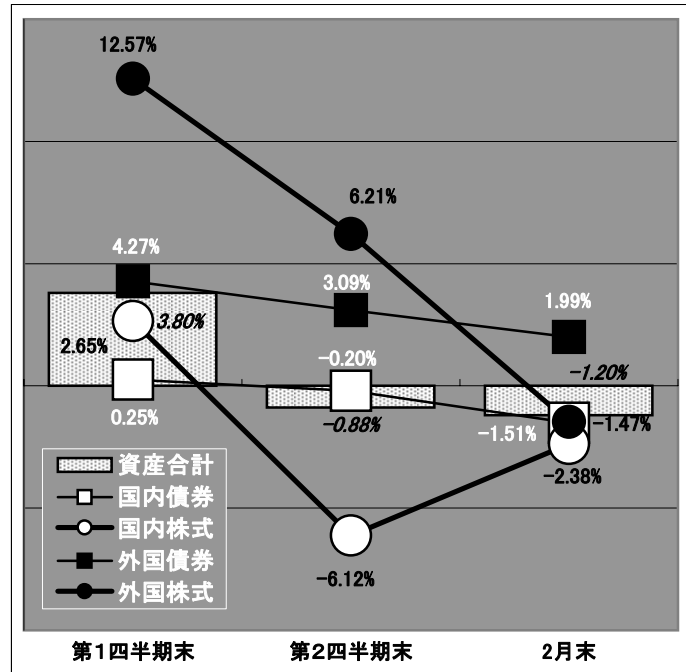 12.57%
6.21%
4.27%
3.09%
1.99%
3.80%
2.65%
-0.20%
-1.20%
0.25%
-0.88%
-1.51%
-1.47%
-2.38%
-6.12%
資産合計
国内債券
国内株式
外国債券
外国株式
第1四半期末 第2四半期末 2月末